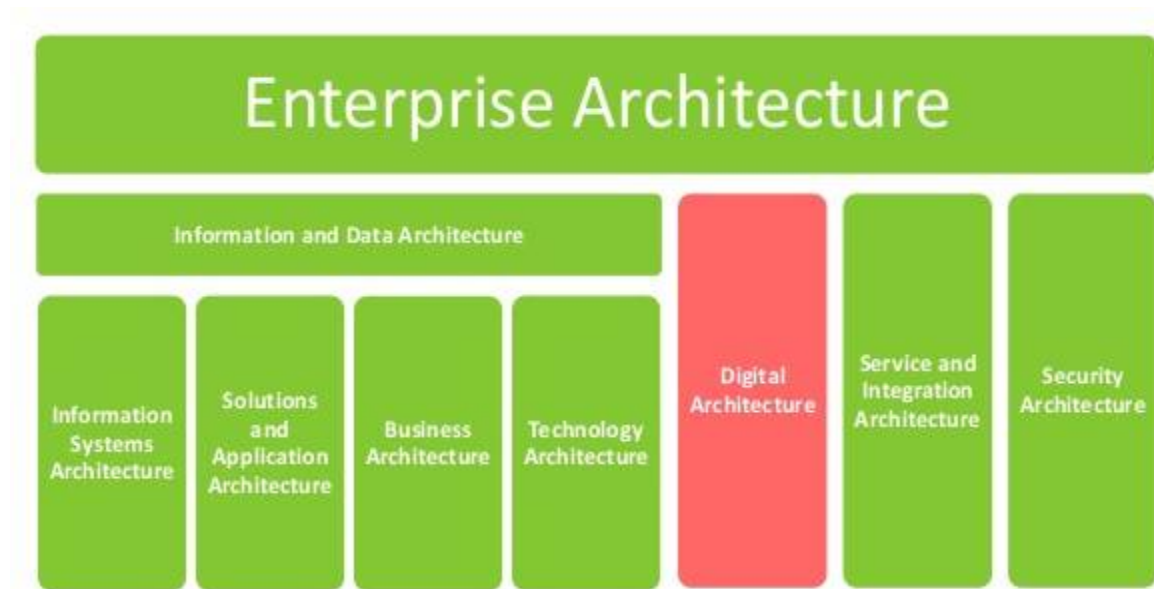 Enterprise Architecture
Information and Data Architecture
Information
Systems
Architecture
Solutions
and
Application
Architecture
Business
Architecture
Technology
Architecture
Digital
Architecture
Service and
Integration
Architecture
Security
Architecture